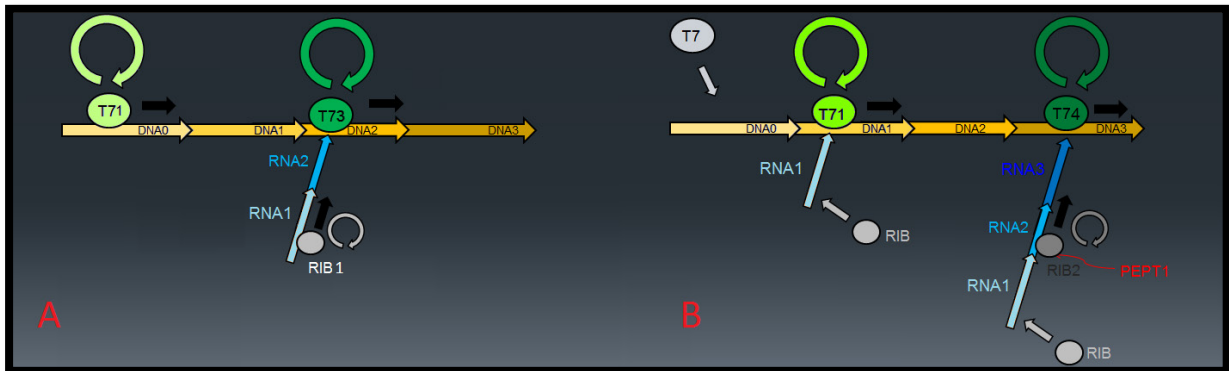 T71
T73
DNA0
DNA1
DNA2
DNA3
RNA2
RNA1
RIB1
A
T7
T71
T74
DNA0
DNA1
DNA2
DNA3
RNA1
RNA3
RIB
RNA2
RIB2
PEPT1
RNA1
B
RIB